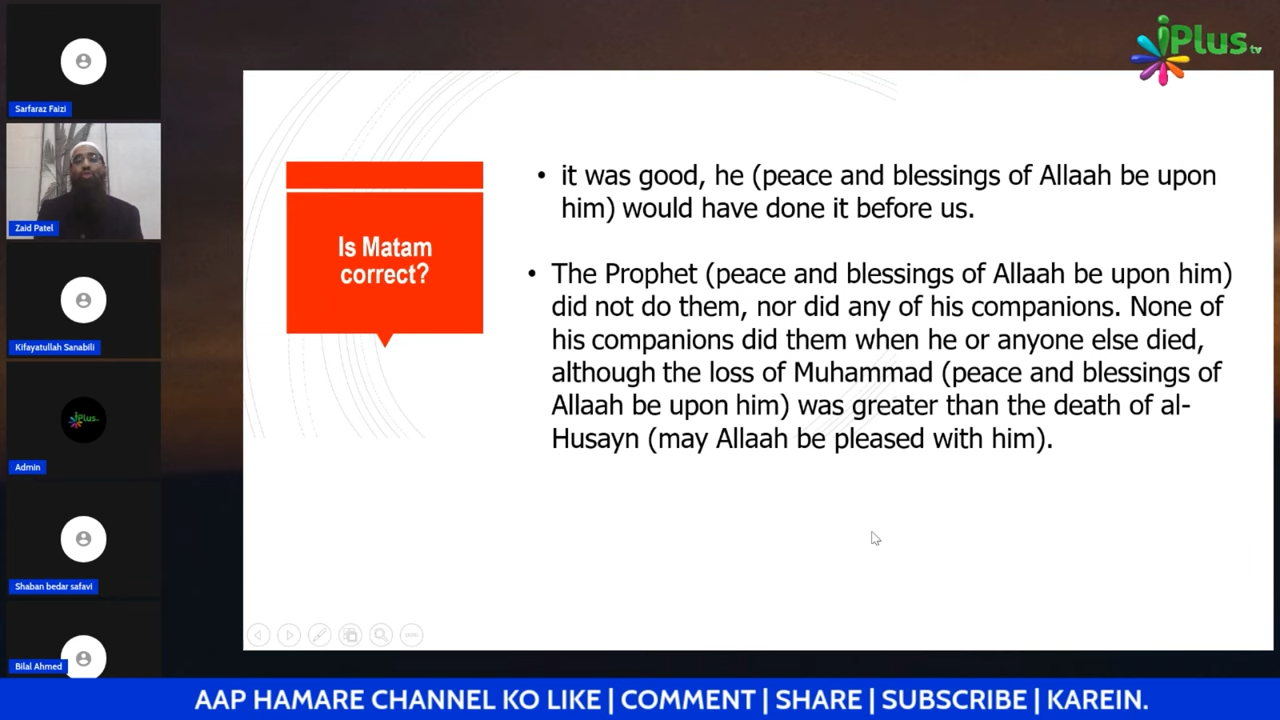 iPlus tv
Sarfaraz Faizi
Zaid Patel
Kifayatullah Sanabili
iPlus
Admin
Shaban bedar safavi
Bilal Ahmed
Is Matam
correct?
• it was good, he (peace and blessings of Allaah be upon
him) would have done it before us.
• The Prophet (peace and blessings of Allaah be upon him)
did not do them, nor did any of his companions. None of
his companions did them when he or anyone else died,
although the loss of Muhammad (peace and blessings of
Allaah be upon him) was greater than the death of al-
Husayn (may Allaah be pleased with him).
AAP HAMARE CHANNEL KO LIKE | COMMENT | SHARE | SUBSCRIBE | KAREIN.